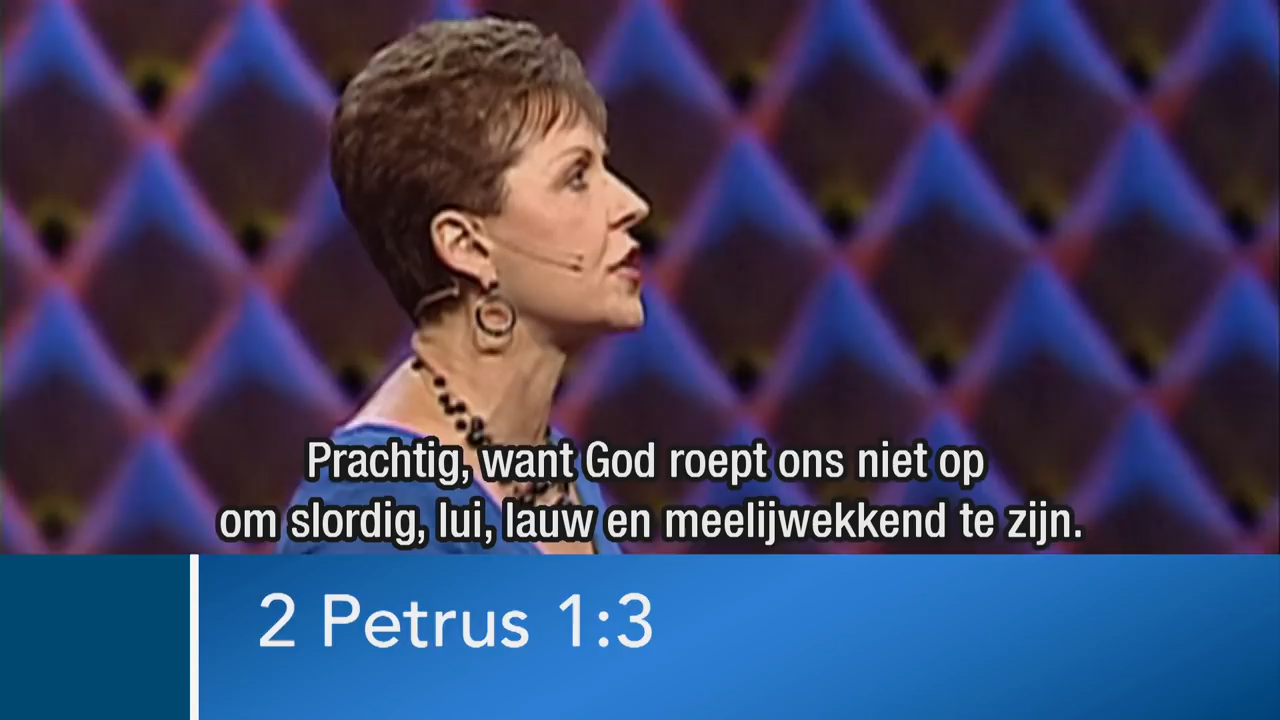 Prachtig, want God roept ons niet op
om slordig, lui, lauw en meelijwekkend te zijn.
2 Petrus 1:3